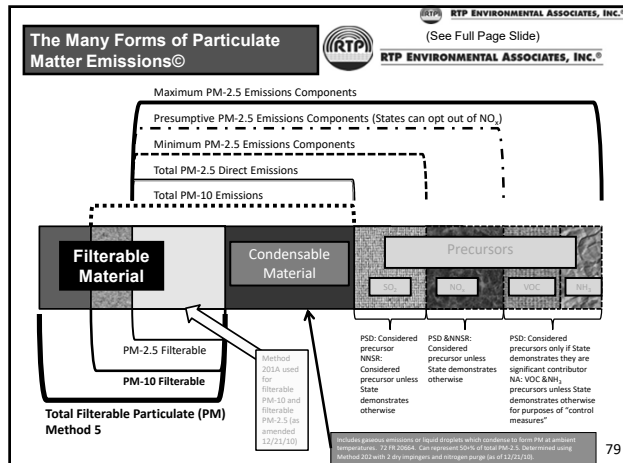 RTP RTP ENVIRONMENTAL ASSOCIATES, INC.®
The Many Forms of Particulate
Matter Emissions©
RTP
(See Full Page Slide)
RTP ENVIRONMENTAL ASSOCIATES, INC.®
Maximum PM-2.5 Emissions Components
Presumptive PM-2.5 Emissions Components (States can opt out of NOx)
Minimum PM-2.5 Emissions Components
Total PM-2.5 Direct Emissions
Total PM-10 Emissions
Filterable
Material
Condensable
Material
Precursors
SO2
NOx
VOC
NH3
PM-2.5 Filterable
PM-10 Filterable
Total Filterable Particulate (PM)
Method 5
Method
201A used
for
filterable
PM-10 and
filterable
PM-2.5 (as
amended
12/21/10)
PSD: Considered
precursor
NNSR:
Considered
precursor unless
State
demonstrates
otherwise
PSD &NNSR:
Considered
precursor unless
State demonstrates
otherwise
PSD: Considered
precursors only if State
demonstrates they are
significant contributor
NA: VOC &NH3
precursors unless State
demonstrates otherwise
for purposes of "control
measures"
Includes gaseous emissions or liquid droplets which condense to form PM at ambient
temperatures. 72 FR 20664. Can represent 50+% of total PM-2.5. Determined using
Method 202 with 2 dry impingers and nitrogen purge (as of 12/21/10).
79